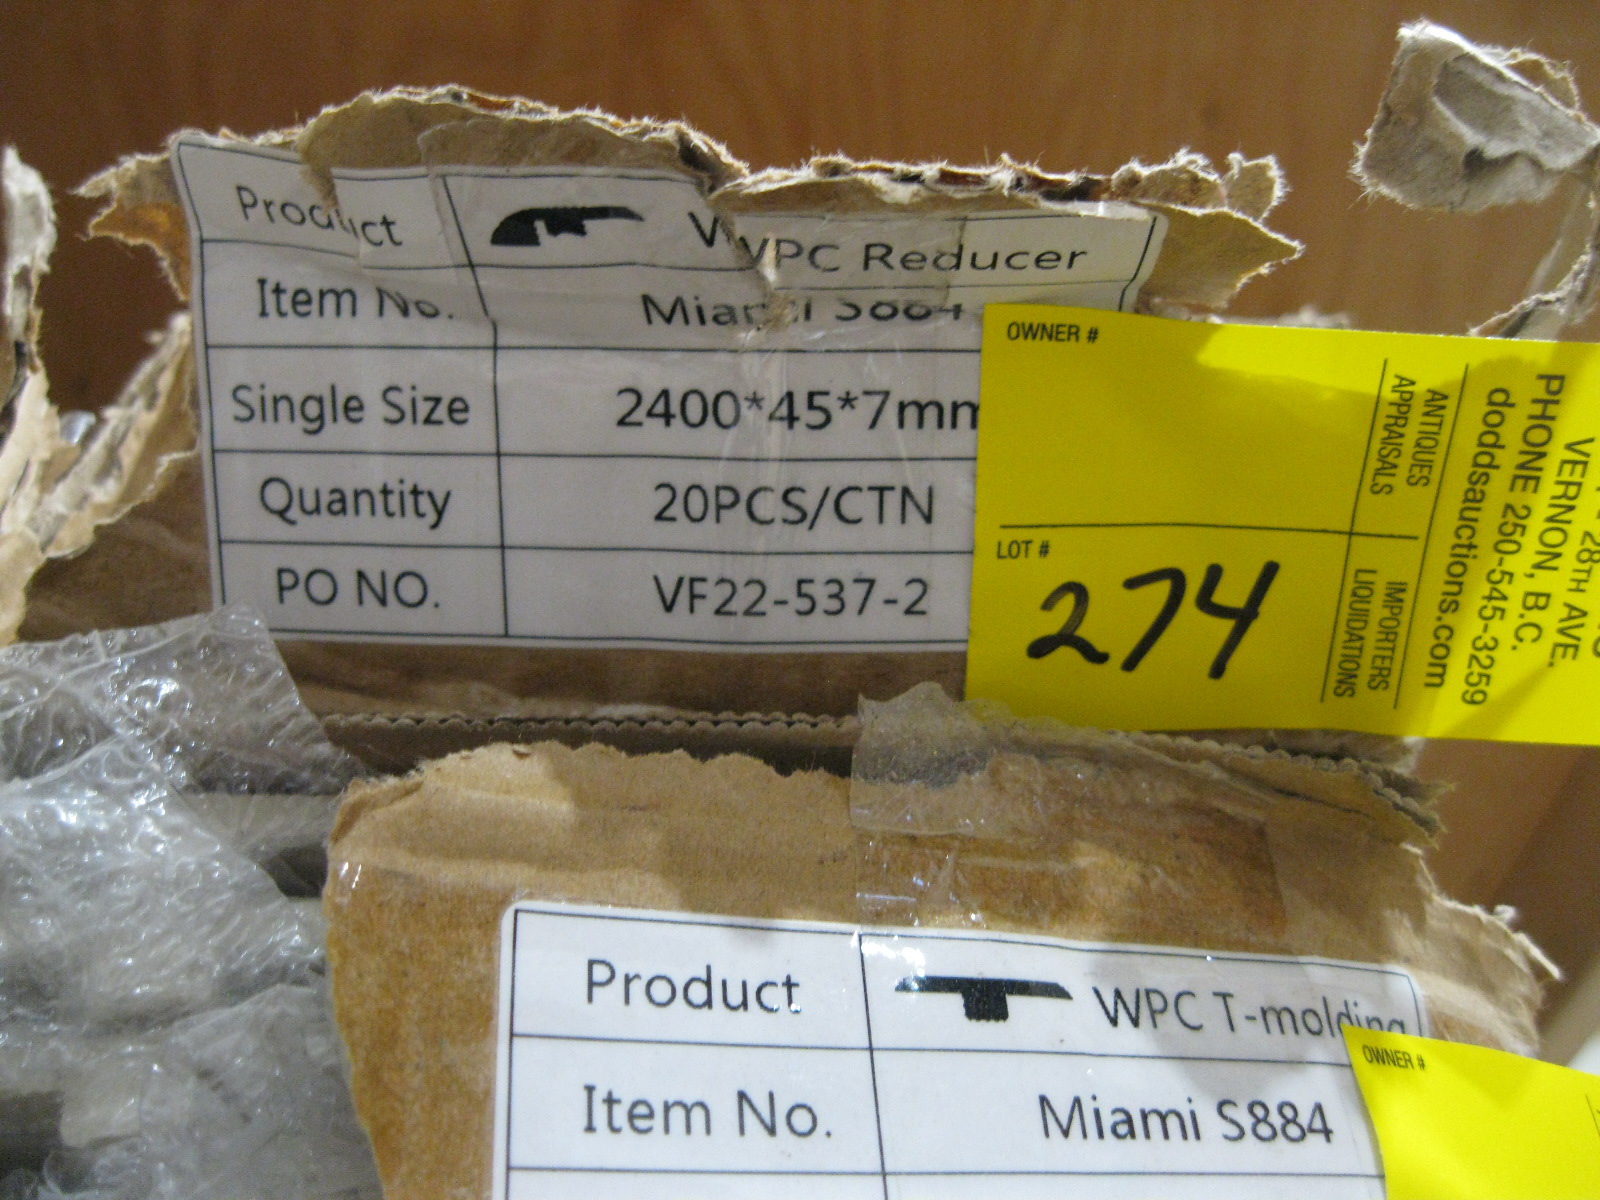 Product WPC Reducer
Item No. Miami S884
Single Size 2400*45*7mm
Quantity 20PCS/CTN
PO NO. VF22-537-2
OWNER #
LOT # 274
ANTIQUES
APPRAISALS
IMPORTERS
LIQUIDATIONS
28TH AVE.
VERNON, B.C.
PHONE 250-545-3259
doddsauctions.com
Product WPC T-molding
Item No. Miami S884
OWNER #